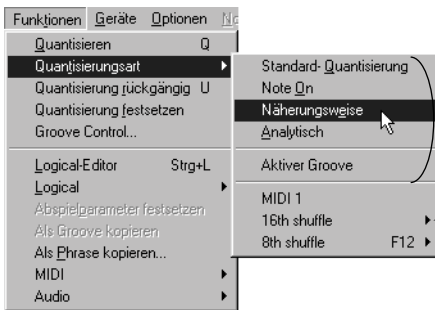 Funktionen Geräte Optionen
Quantisieren Q
Quantisierungsart
Quantisierung rückgängig U
Quantisierung festsetzen
Groove Control...
Logical-Editor Strg+L
Logical
Abspielparameter festsetzen
Als Groove kopieren
Als Phrase kopieren...
MIDI
Audio
Standard- Quantisierung
Note On
Näherungsweise
Analytisch
Aktiver Groove
MIDI 1
16th shuffle
8th shuffle F12